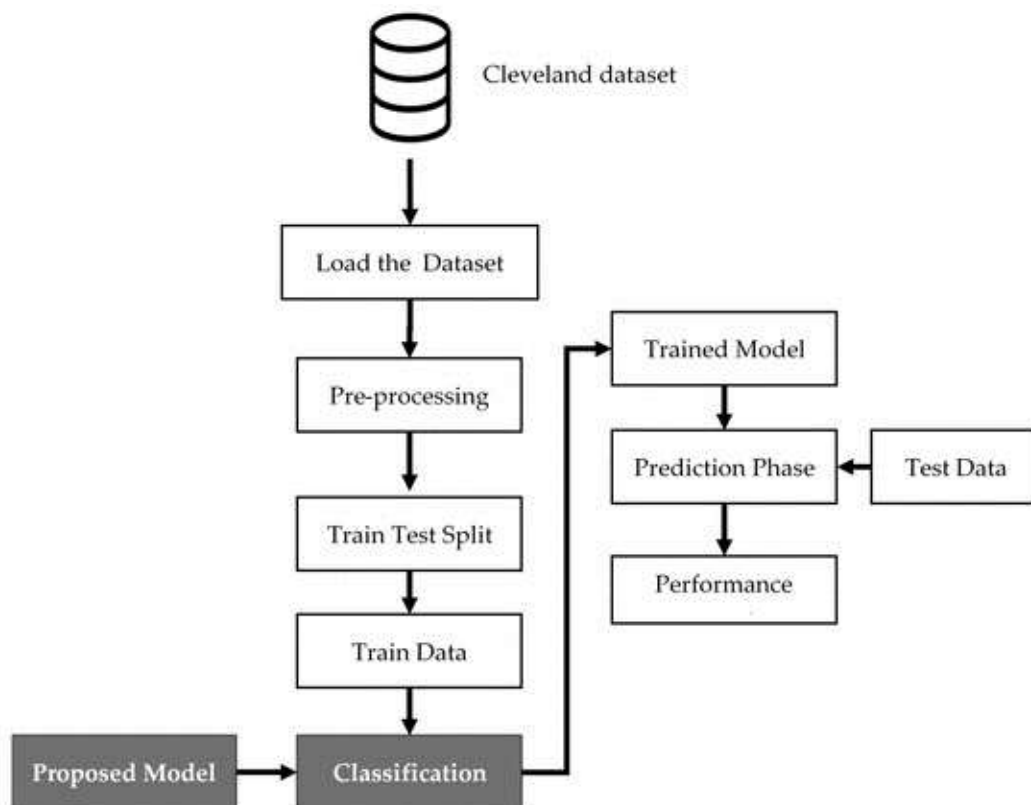 Cleveland dataset
Load the Dataset
Pre-processing
Train Test Split
Train Data
Proposed Model
Classification
Trained Model
Prediction Phase
Test Data
Performance